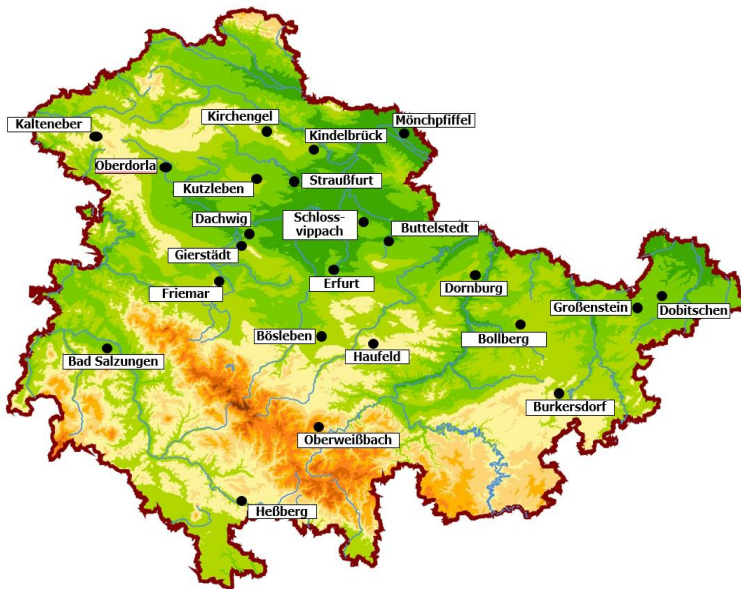 Kirchengel
Mönchpfiffel
Kalteneber
Kindelbrück
Oberdorla
Kutzleben
Straußfurt
Dachwig
Schloss-
vippach
Buttelstedt
Gierstädt
Friemar
Erfurt
Dornburg
Großenstein
Dobitschen
Bösleben
Bollberg
Haufeld
Bad Salzungen
Burkersdorf
Oberweißbach
Heßberg